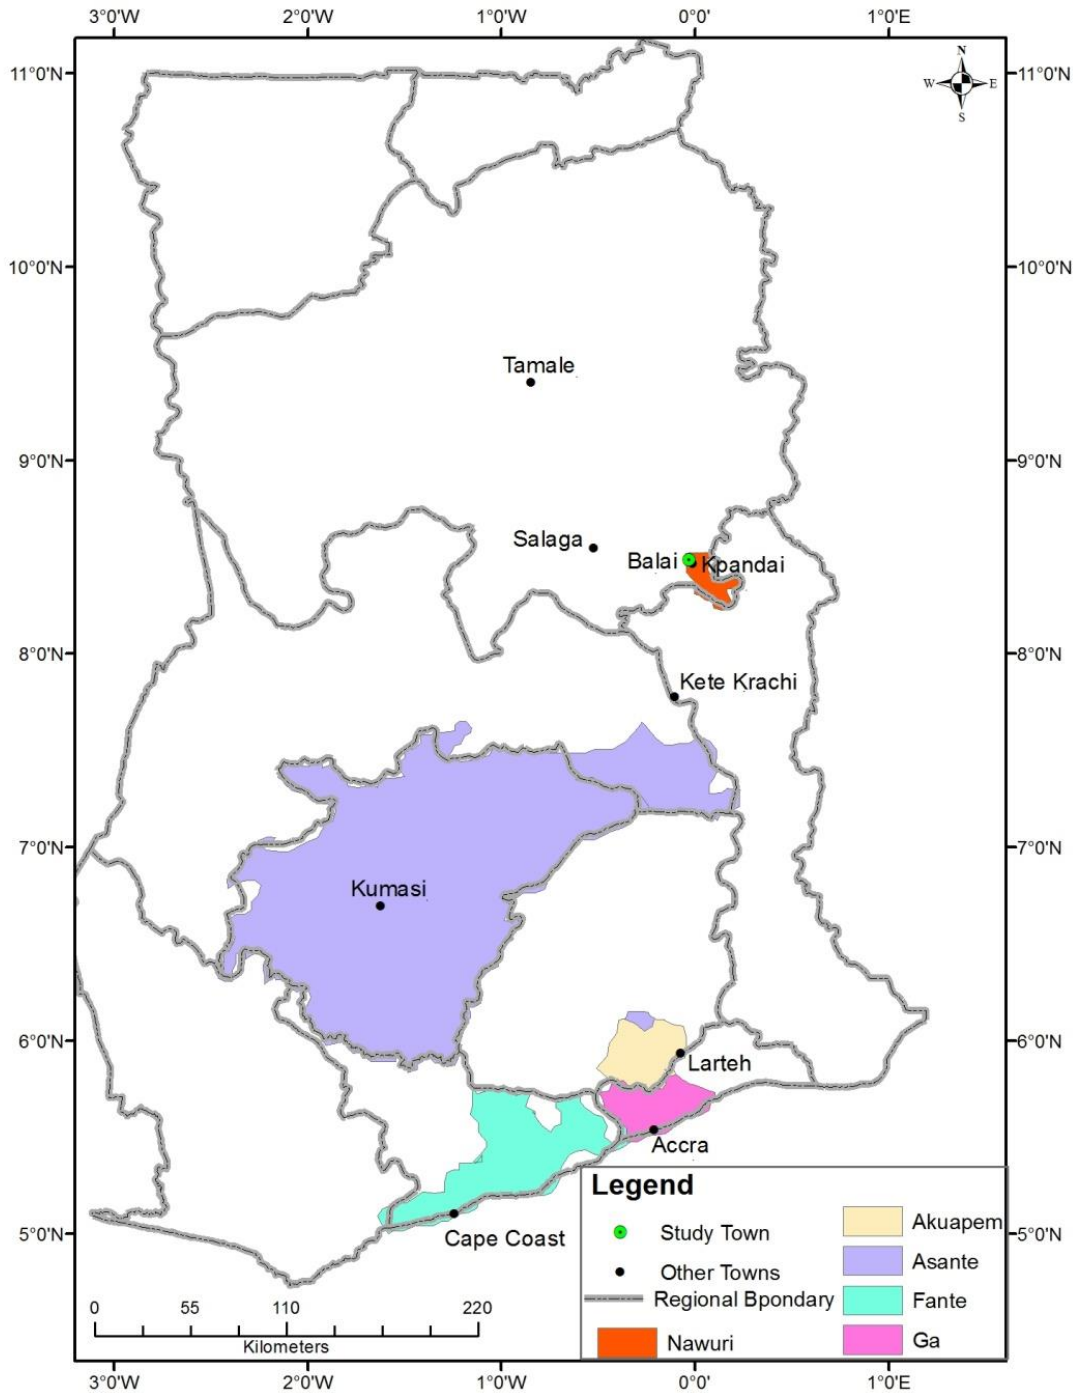 3°0'W 2°0'W 1°0'W 0°0' 1°0'E
11°0'N 11°0'N
N
W E
S
10°0'N 10°0'N
Tamale
9°0'N 9°0'N
Salaga
Balai Kpandai
8°0'N 8°0'N
Kete Krachi
7°0'N 7°0'N
Kumasi
6°0'N 6°0'N
Larteh
Accra
5°0'N 5°0'N
Cape Coast
Legend
Study Town
Other Towns
Regional Bpondary
Nawuri
Akuapem
Asante
Fante
Ga
0 55 110 220
Kilometers
3°0'W 2°0'W 1°0'W 0°0' 1°0'E